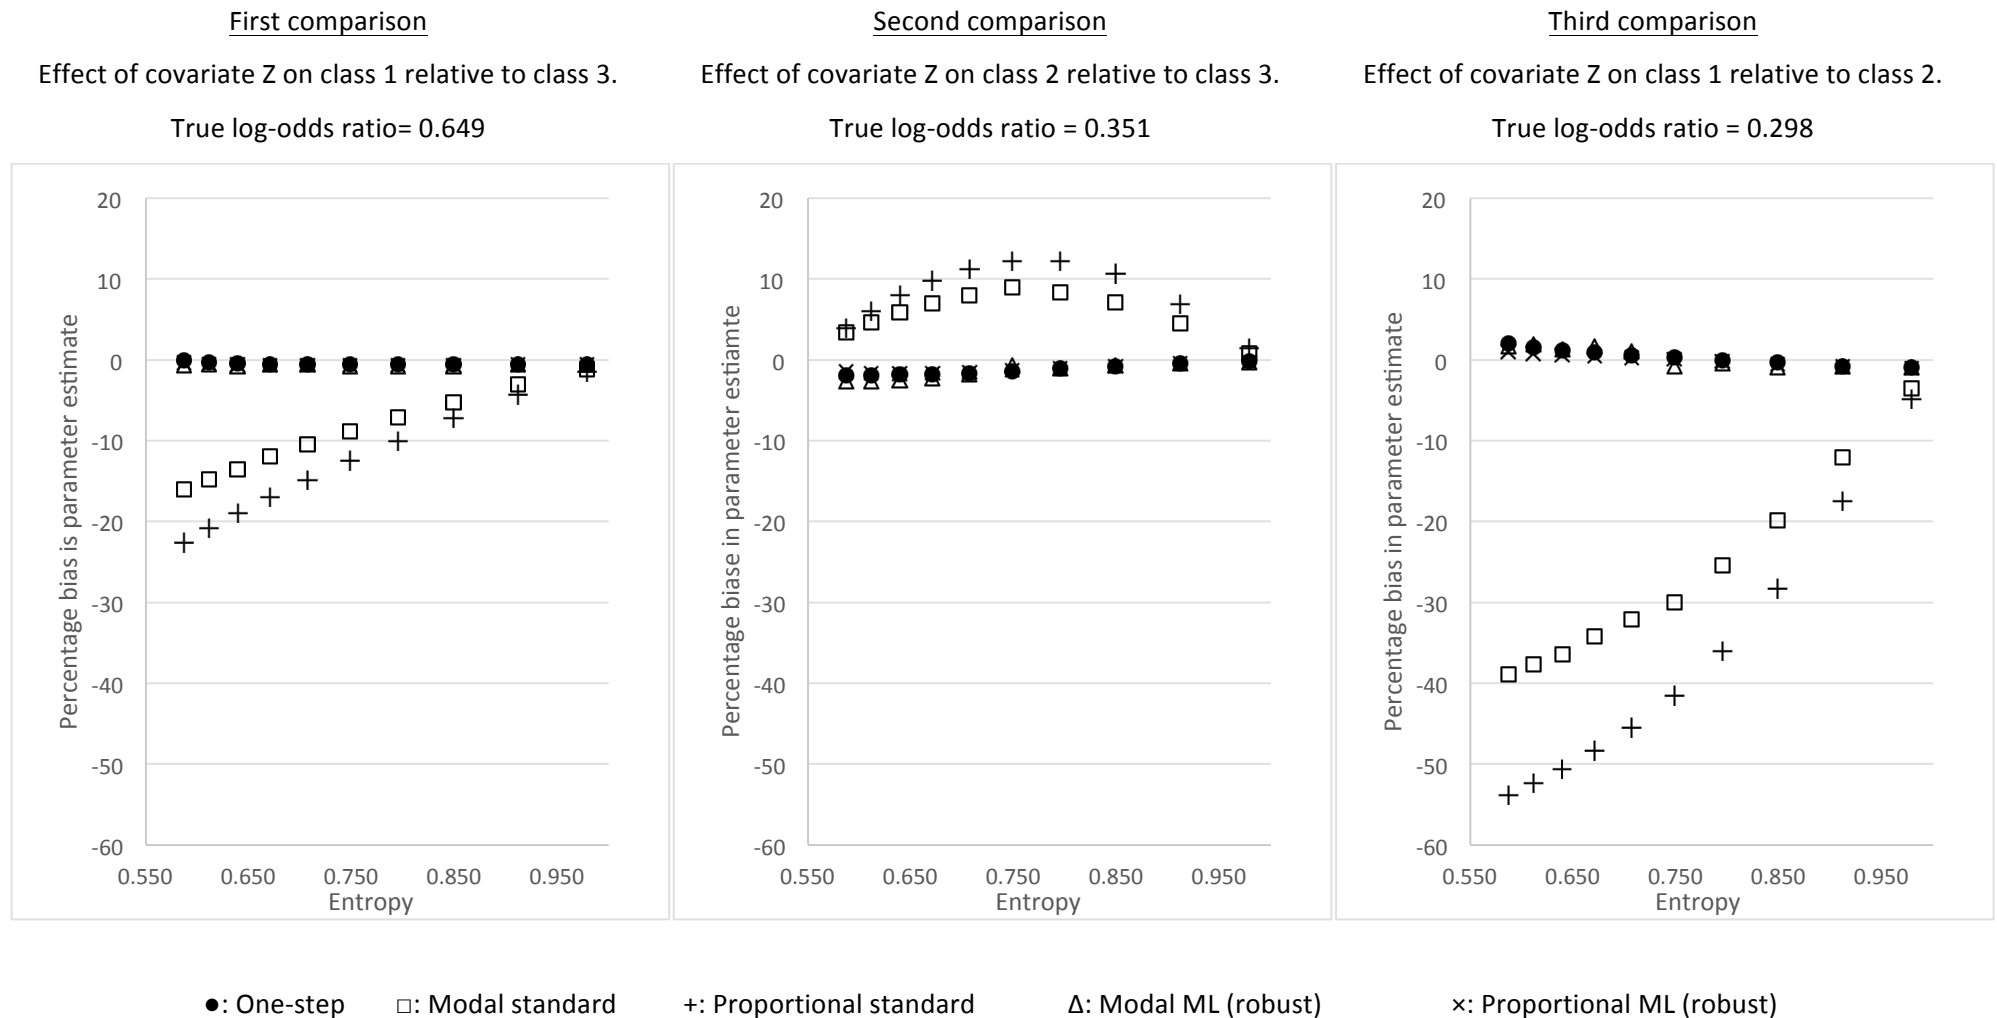 First comparison
Effect of covariate Z on class 1 relative to class 3.
True log-odds ratio= 0.649
Percentage bias is parameter estimate
20
10
0
-10
-20
-30
-40
-50
-60
0.550 0.650 0.750 0.850 0.950
Entropy
Second comparison
Effect of covariate Z on class 2 relative to class 3.
True log-odds ratio = 0.351
Percentage biase in parameter estiamte
20
10
0
-10
-20
-30
-40
-50
-60
0.550 0.650 0.750 0.850 0.950
Entropy
Third comparison
Effect of covariate Z on class 1 relative to class 2.
True log-odds ratio = 0.298
Percentage bias in parameter estimate
20
10
0
-10
-20
-30
-40
-50
-60
0.550 0.650 0.750 0.850 0.950
Entropy
●: One-step □: Modal standard +: Proportional standard Δ: Modal ML (robust) ×: Proportional ML (robust)